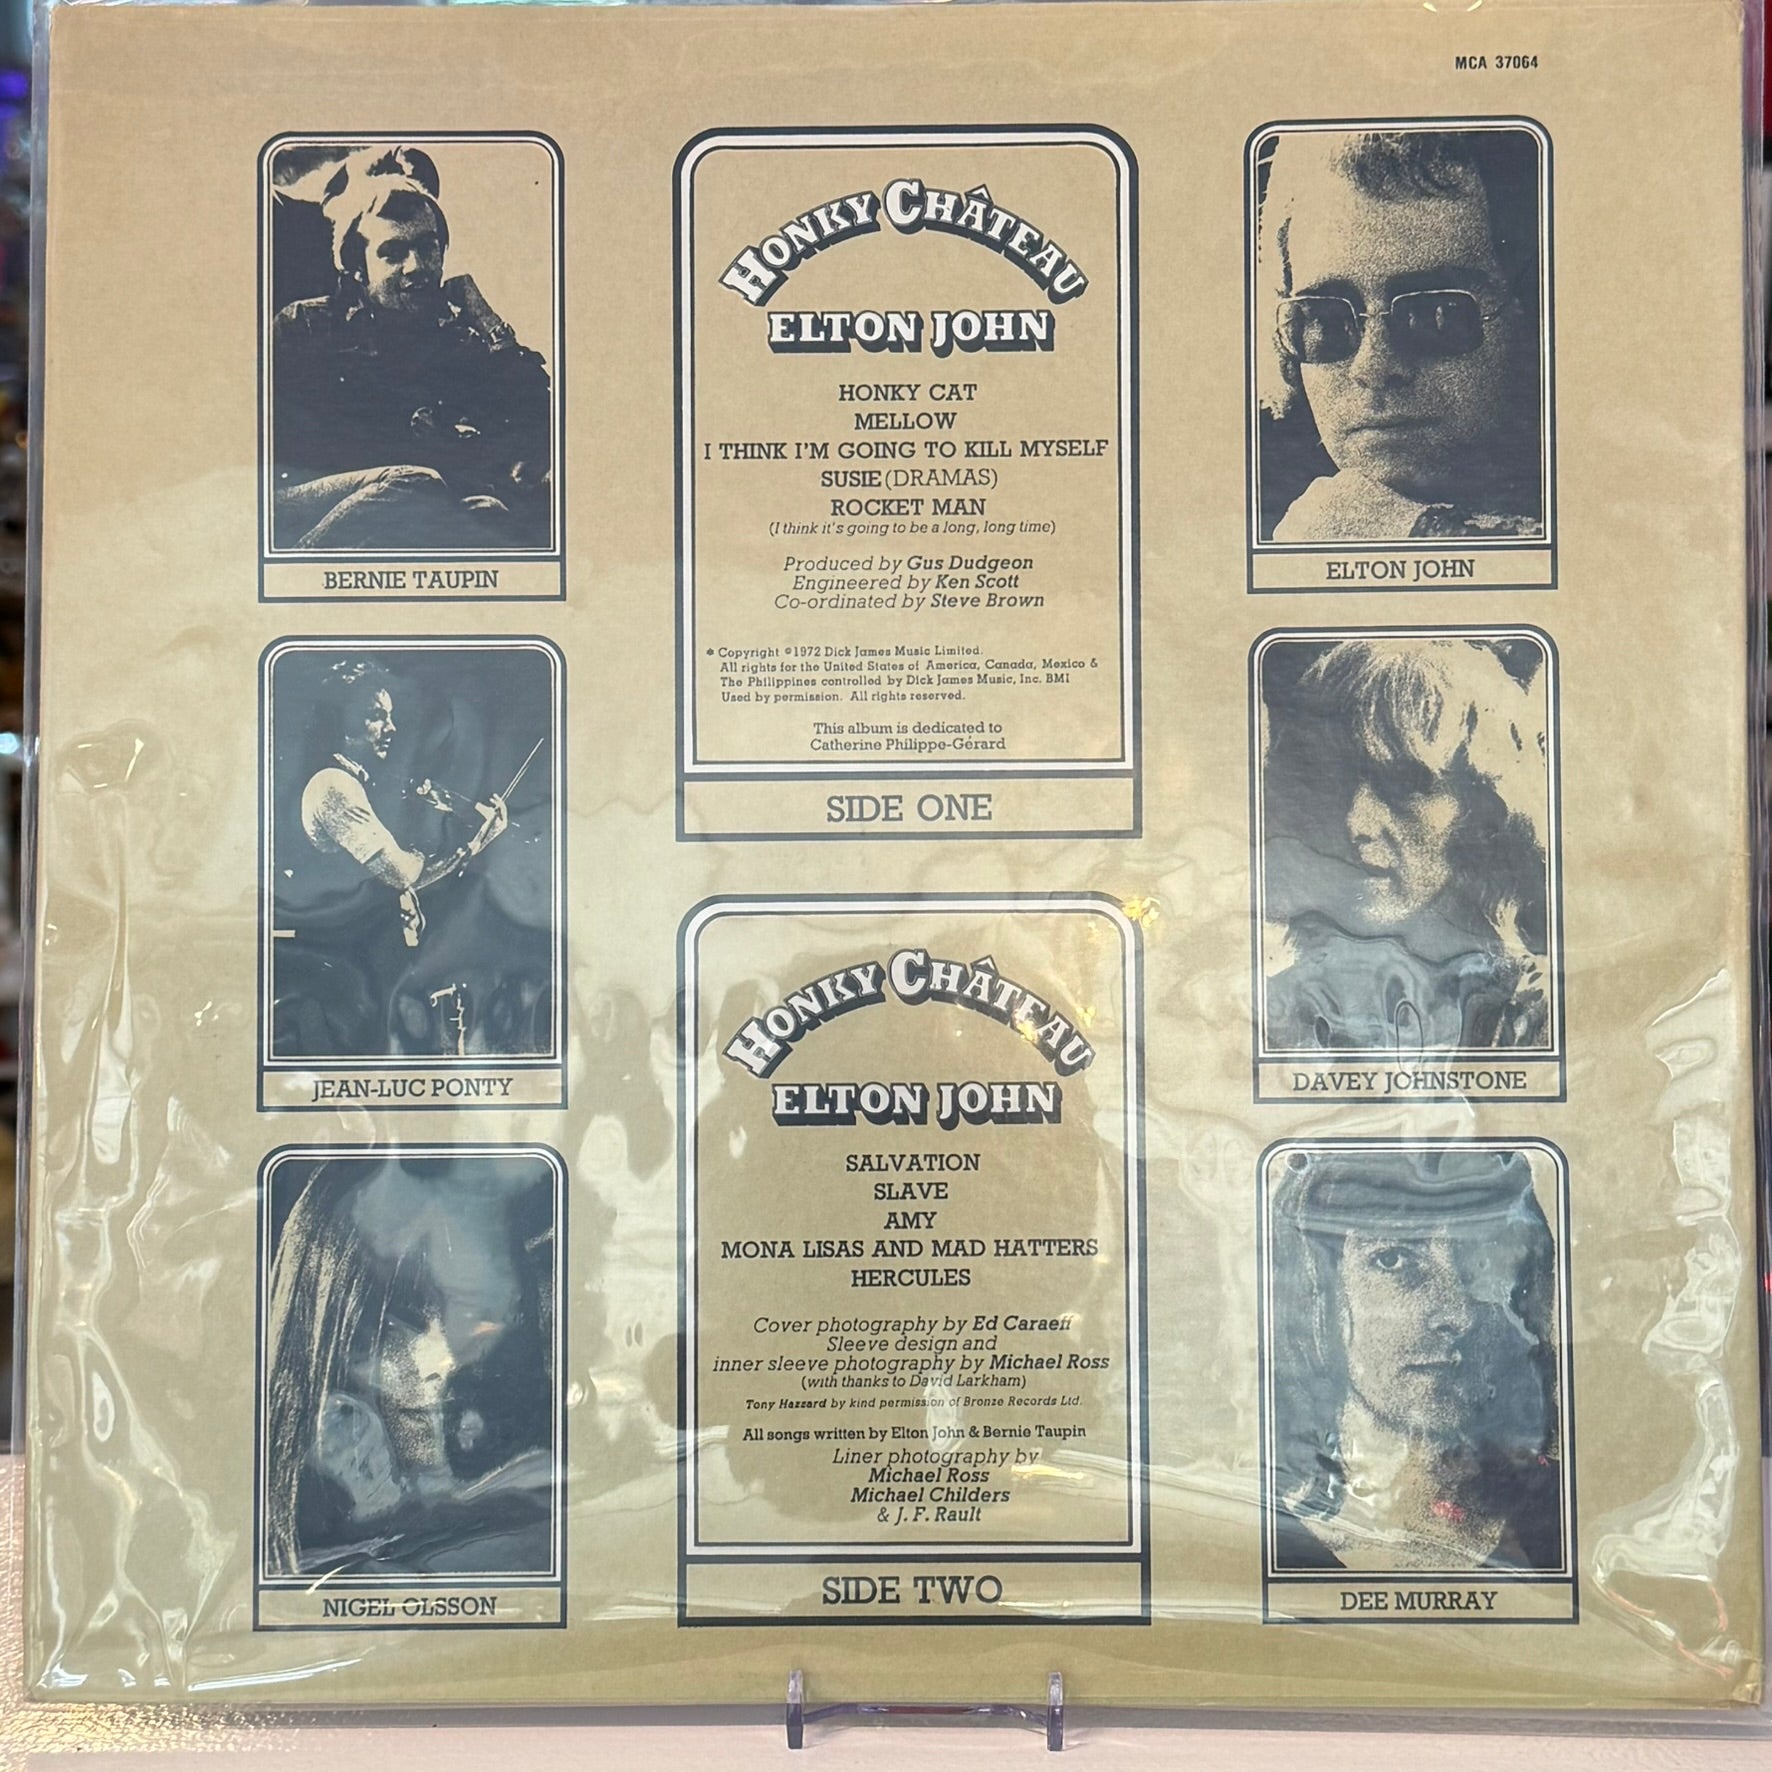 MCA 37064
BERNIE TAUPIN
JEAN-LUC PONTY
NIGEL OLSSON
HONKY CHÂTEAU
ELTON JOHN
HONKY CAT
MELLOW
I THINK I'M GOING TO KILL MYSELF
SUSIE (DRAMAS)
ROCKET MAN
(I think it's going to be a long, long time)
Produced by Gus Dudgeon
Engineered by Ken Scott
Co-ordinated by Steve Brown
* Copyright ©1972 Dick James Music Limited.
All rights for the United States of America, Canada, Mexico &
The Philippines controlled by Dick James Music, Inc. BMI
Used by permission. All rights reserved.
This album is dedicated to
Catherine Philippe-Gérard
SIDE ONE
HONKY CHÂTEAU
ELTON JOHN
SALVATION
SLAVE
AMY
MONA LISAS AND MAD HATTERS
HERCULES
Cover photography by Ed Caraeff
Sleeve design and
inner sleeve photography by Michael Ross
(with thanks to David Larkham)
Tony Hazzard by kind permission of Bronze Records Ltd.
All songs written by Elton John & Bernie Taupin
Liner photography by
Michael Ross
Michael Childers
& J. F. Rault
SIDE TWO
ELTON JOHN
DAVEY JOHNSTONE
DEE MURRAY